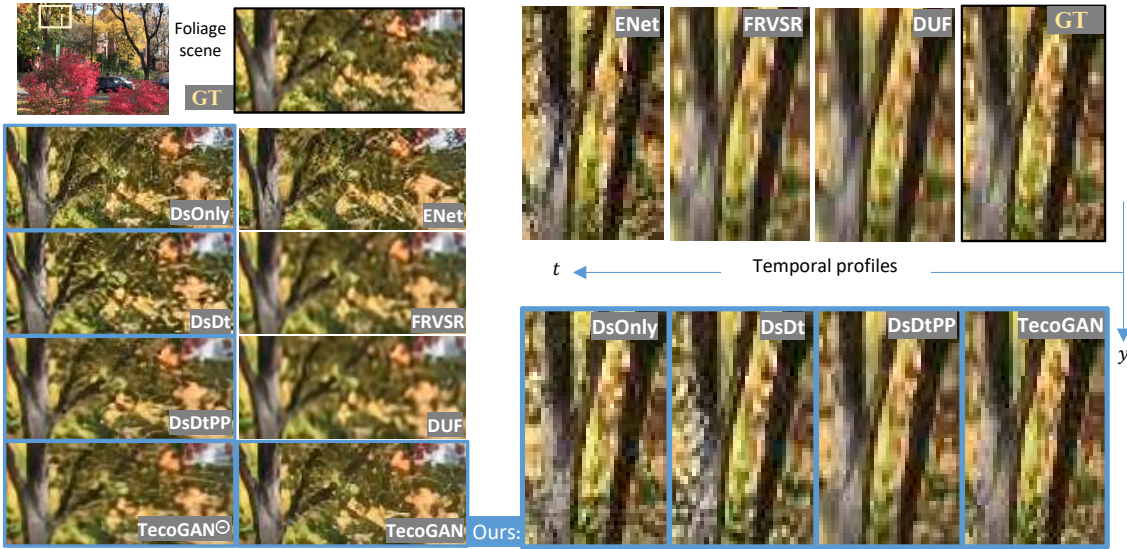 Foliage
scene
GT
DsOnly
ENet
DsDt
FRVSR
DsDtPP
DUF
TecoGAN⊖
TecoGAN
Ours:
ENet
FRVSR
DUF
GT
t
Temporal profiles
y
DsOnly
DsDt
DsDtPP
TecoGAN